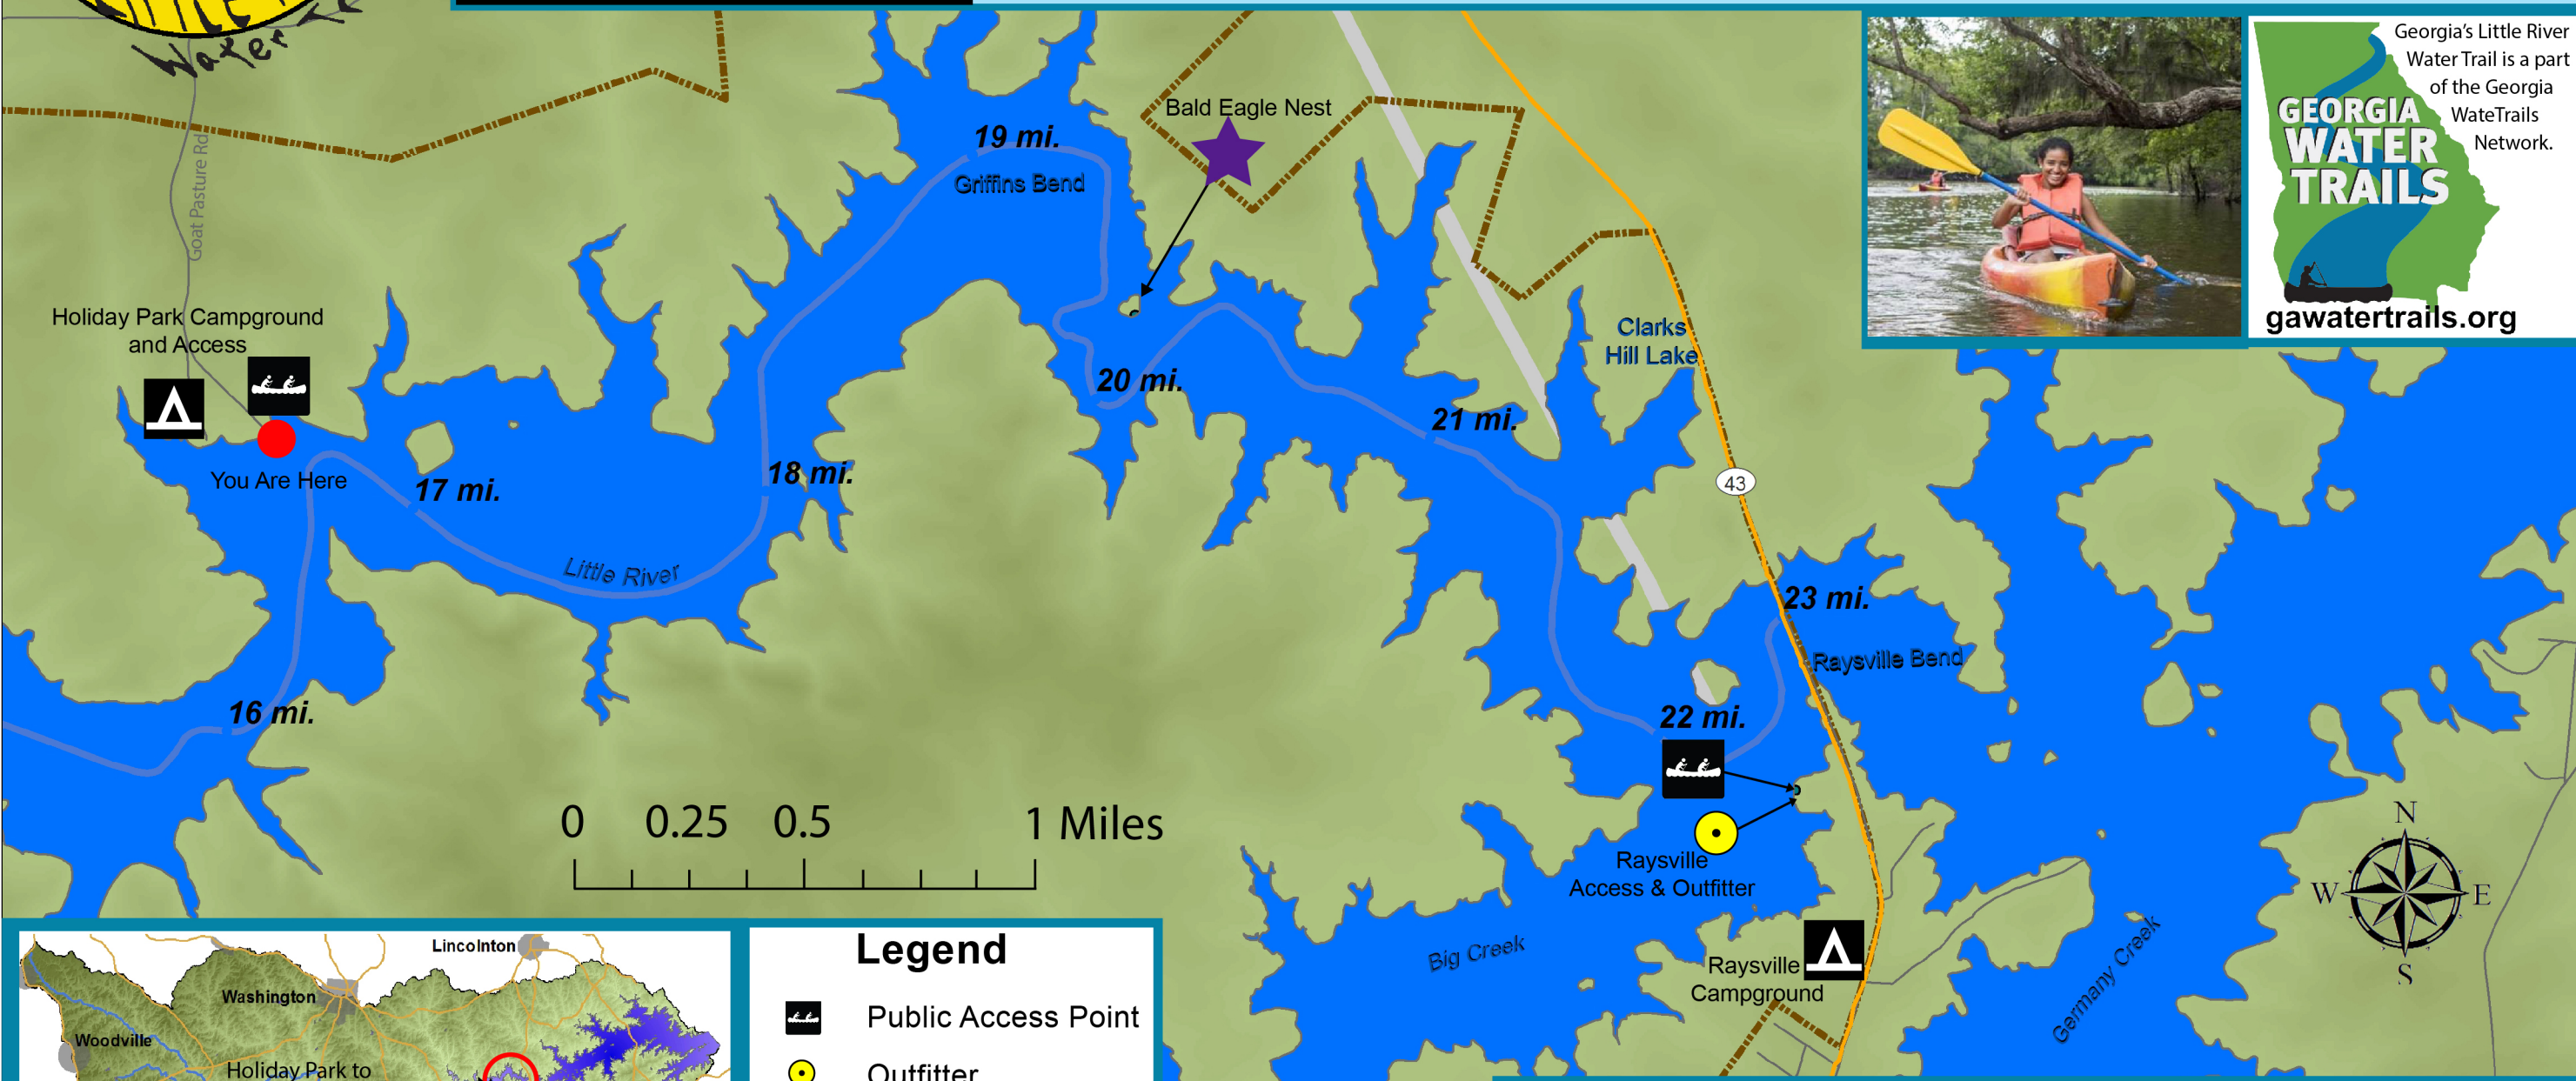 Water Tr
Georgia's Little River
Water Trail is a part
of the Georgia
WateTrails
Network.
GEORGIA
WATER
TRAILS
gawatertrails.org
Bald Eagle Nest
19 mi.
Griffins Bend
Goat Pasture Rd
Holiday Park Campground
and Access
You Are Here
17 mi.
18 mi.
20 mi.
21 mi.
Clarks
Hill Lake
43
23 mi.
Raysville Bend
Little River
16 mi.
22 mi.
Raysville
Access & Outfitter
0 0.25 0.5 1 Miles
N
W E
S
Big Creek
Raysville
Campground
Germany Creek
Lincolnton
Washington
Woodville
Holiday Park to
Legend
Public Access Point
Outfitter